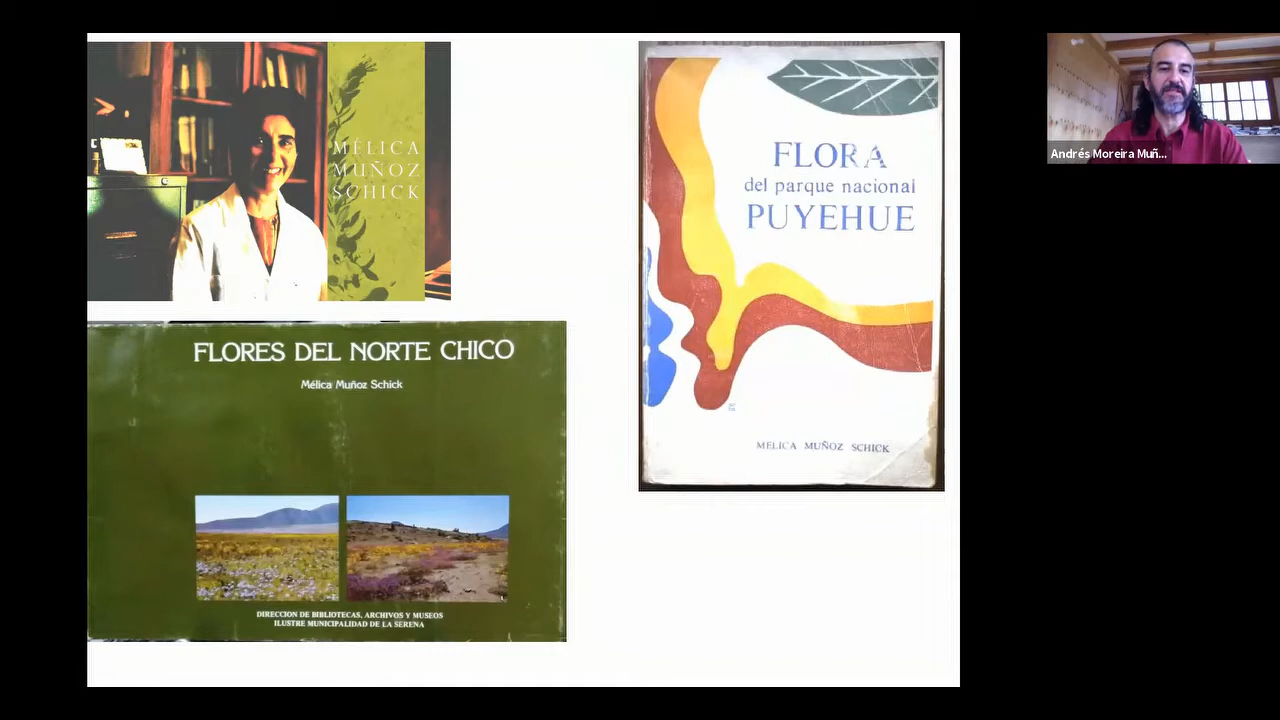 MÉLICA
MUÑOZ
SCHICK
FLORES DEL NORTE CHICO
Mélica Muñoz Schick
DIRECCION DE BIBLIOTECAS, ARCHIVOS Y MUSEOS
ILUSTRE MUNICIPALIDAD DE LA SERENA
FLORA
del parque nacional
PUYEHUE
MELICA MUÑOZ SCHICK
Andrés Moreira Muñ...